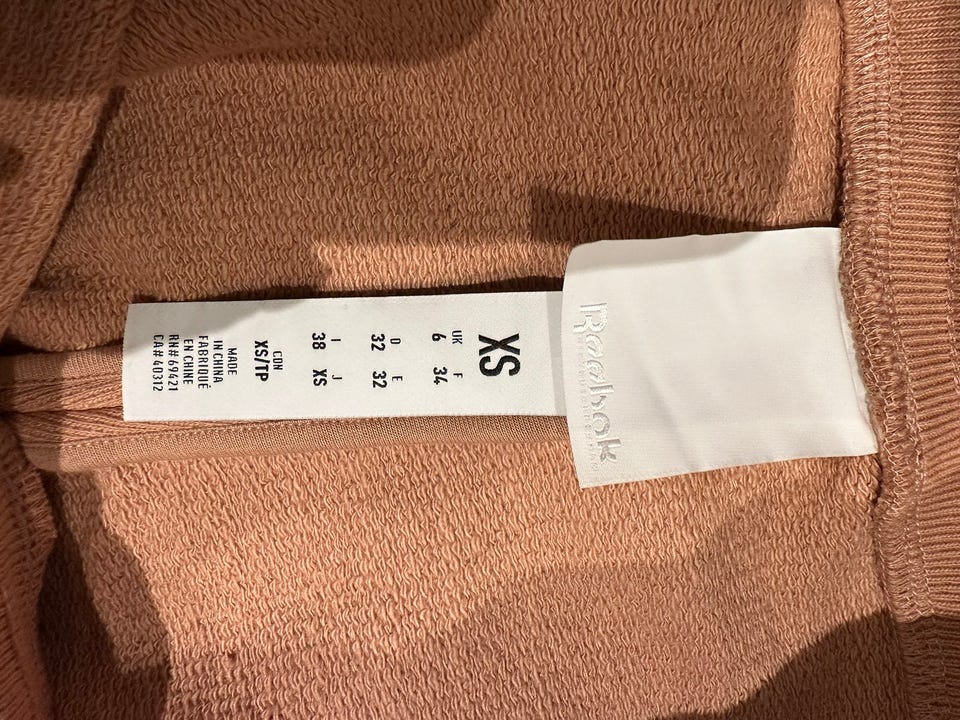 Reebok
XS
UK F
6 34
D E
32 32
I J
38 XS
CDN
XS/TP
MADE
IN CHINA
FABRIQUÉ
EN CHINE
RN# 69421
CA# 40312